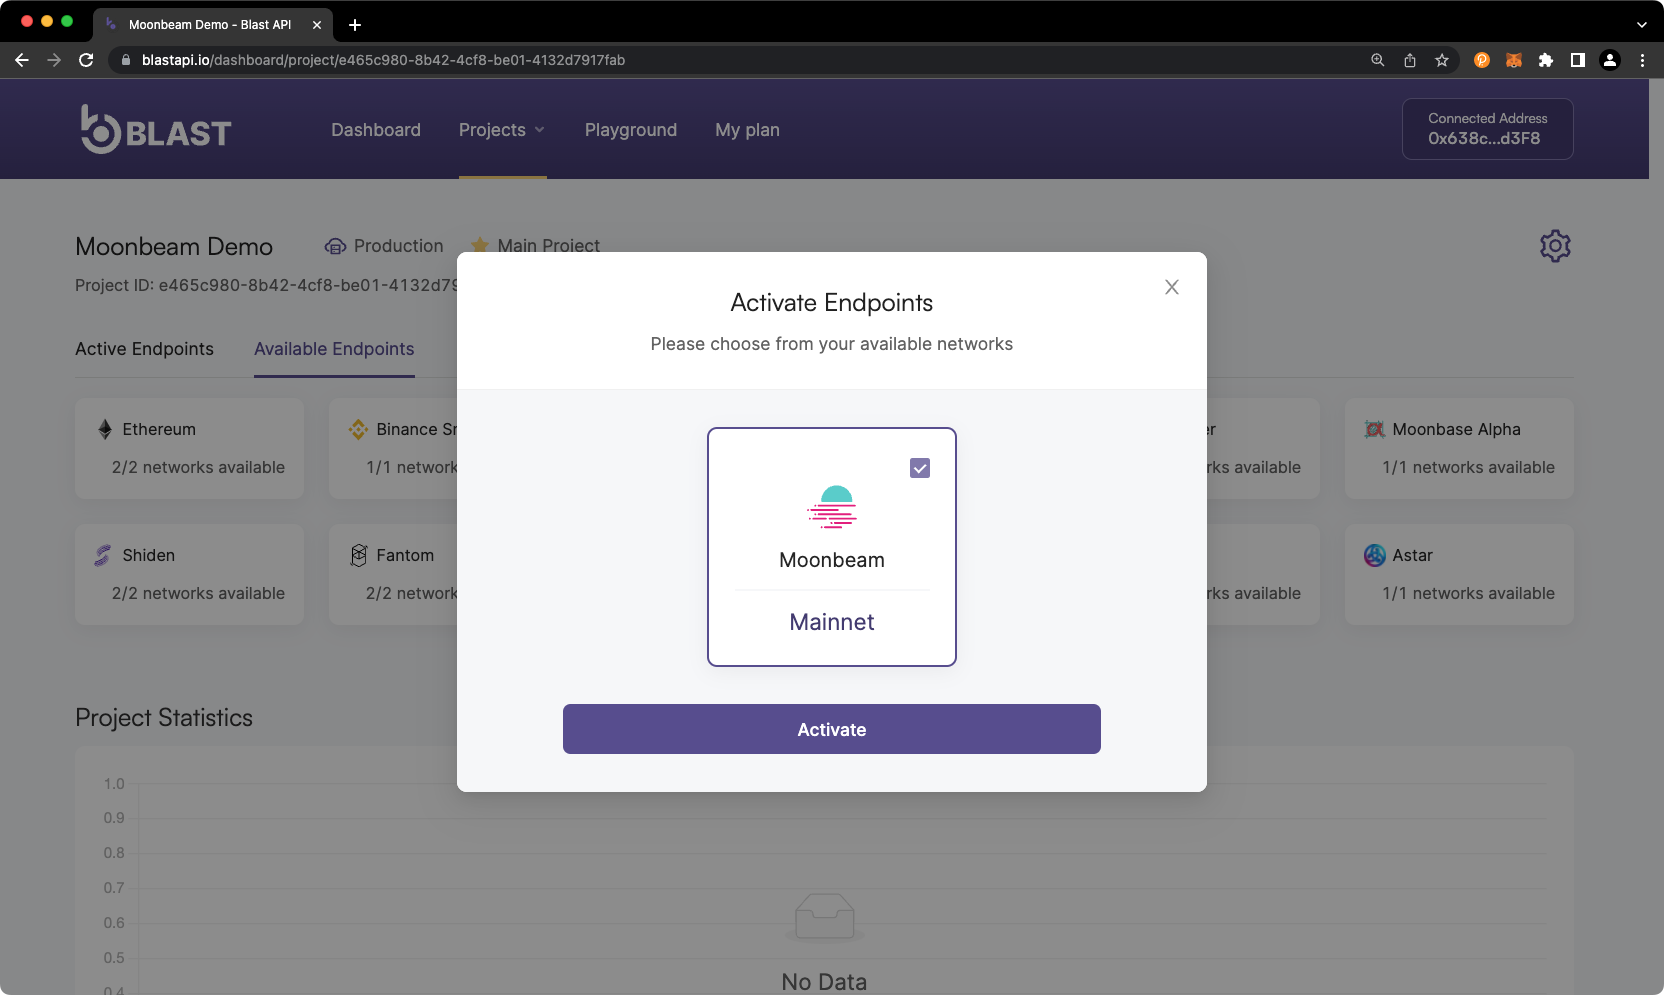 Moonbeam Demo - Blast API
blastapi.io/dashboard/project/e465c980-8b42-4cf8-be01-4132d7917fab
BLAST
Dashboard
Projects
Playground
My plan
Connected Address
0x638c...d3F8
Moonbeam Demo
Production
Main Project
Project ID: e465c980-8b42-4cf8-be01-4132d79
Active Endpoints
Available Endpoints
Activate Endpoints
Please choose from your available networks
Moonbeam
Mainnet
Activate
Ethereum
2/2 networks available
Binance Sm
1/1 network
er
rks available
Moonbase Alpha
1/1 networks available
Shiden
2/2 networks available
Fantom
2/2 network
rks available
Astar
1/1 networks available
Project Statistics
1.0
0.9
0.8
0.7
0.6
0.5
0.4
No Data